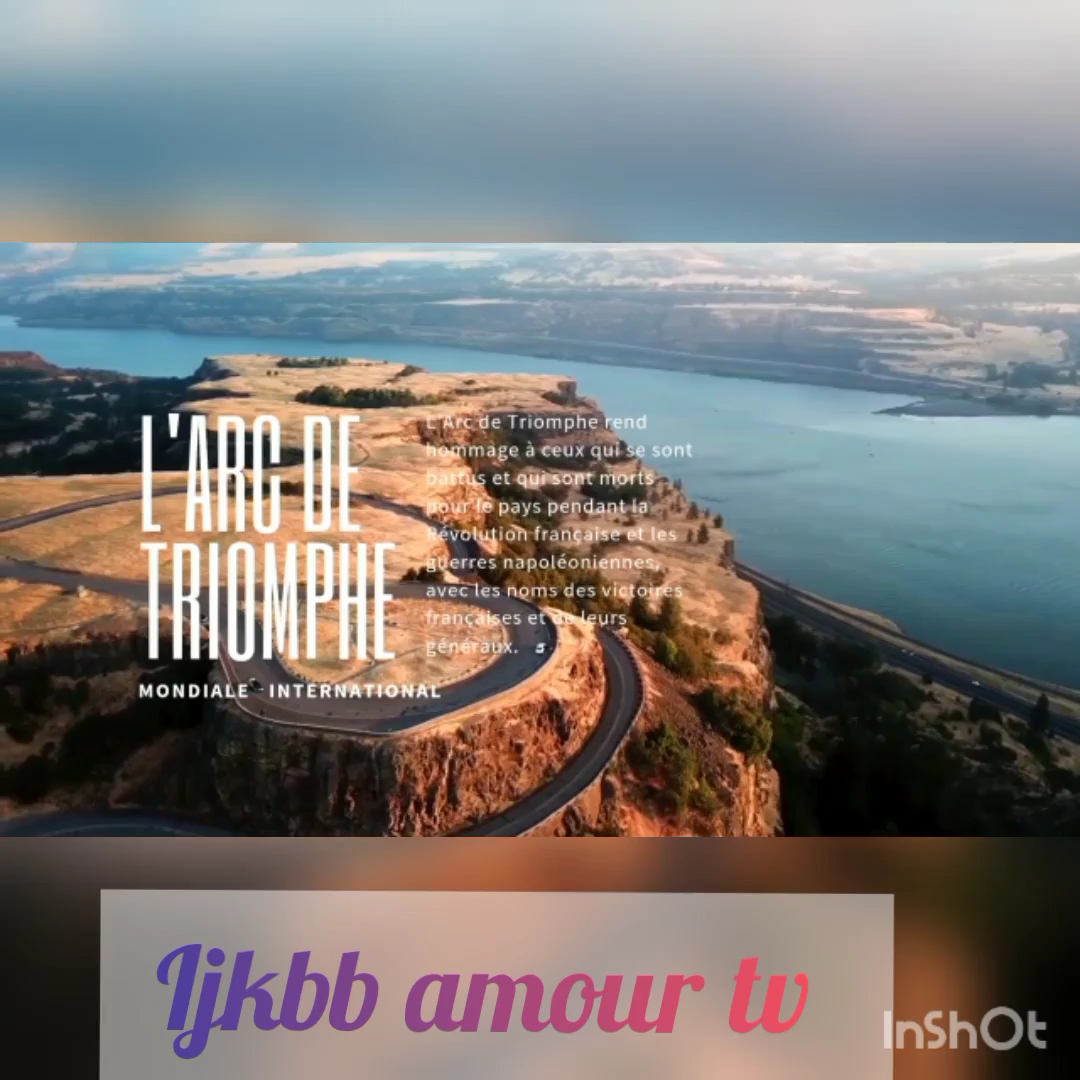 L'ARC DE
TRIOMPHE
MONDIALE - INTERNATIONAL
L'Arc de Triomphe rend
hommage à ceux qui se sont
battus et qui sont morts
pour le pays pendant la
Révolution française et les
guerres napoléoniennes,
avec les noms des victoires
françaises et de leurs
généraux.
Ijkbb amour tv
InShOt